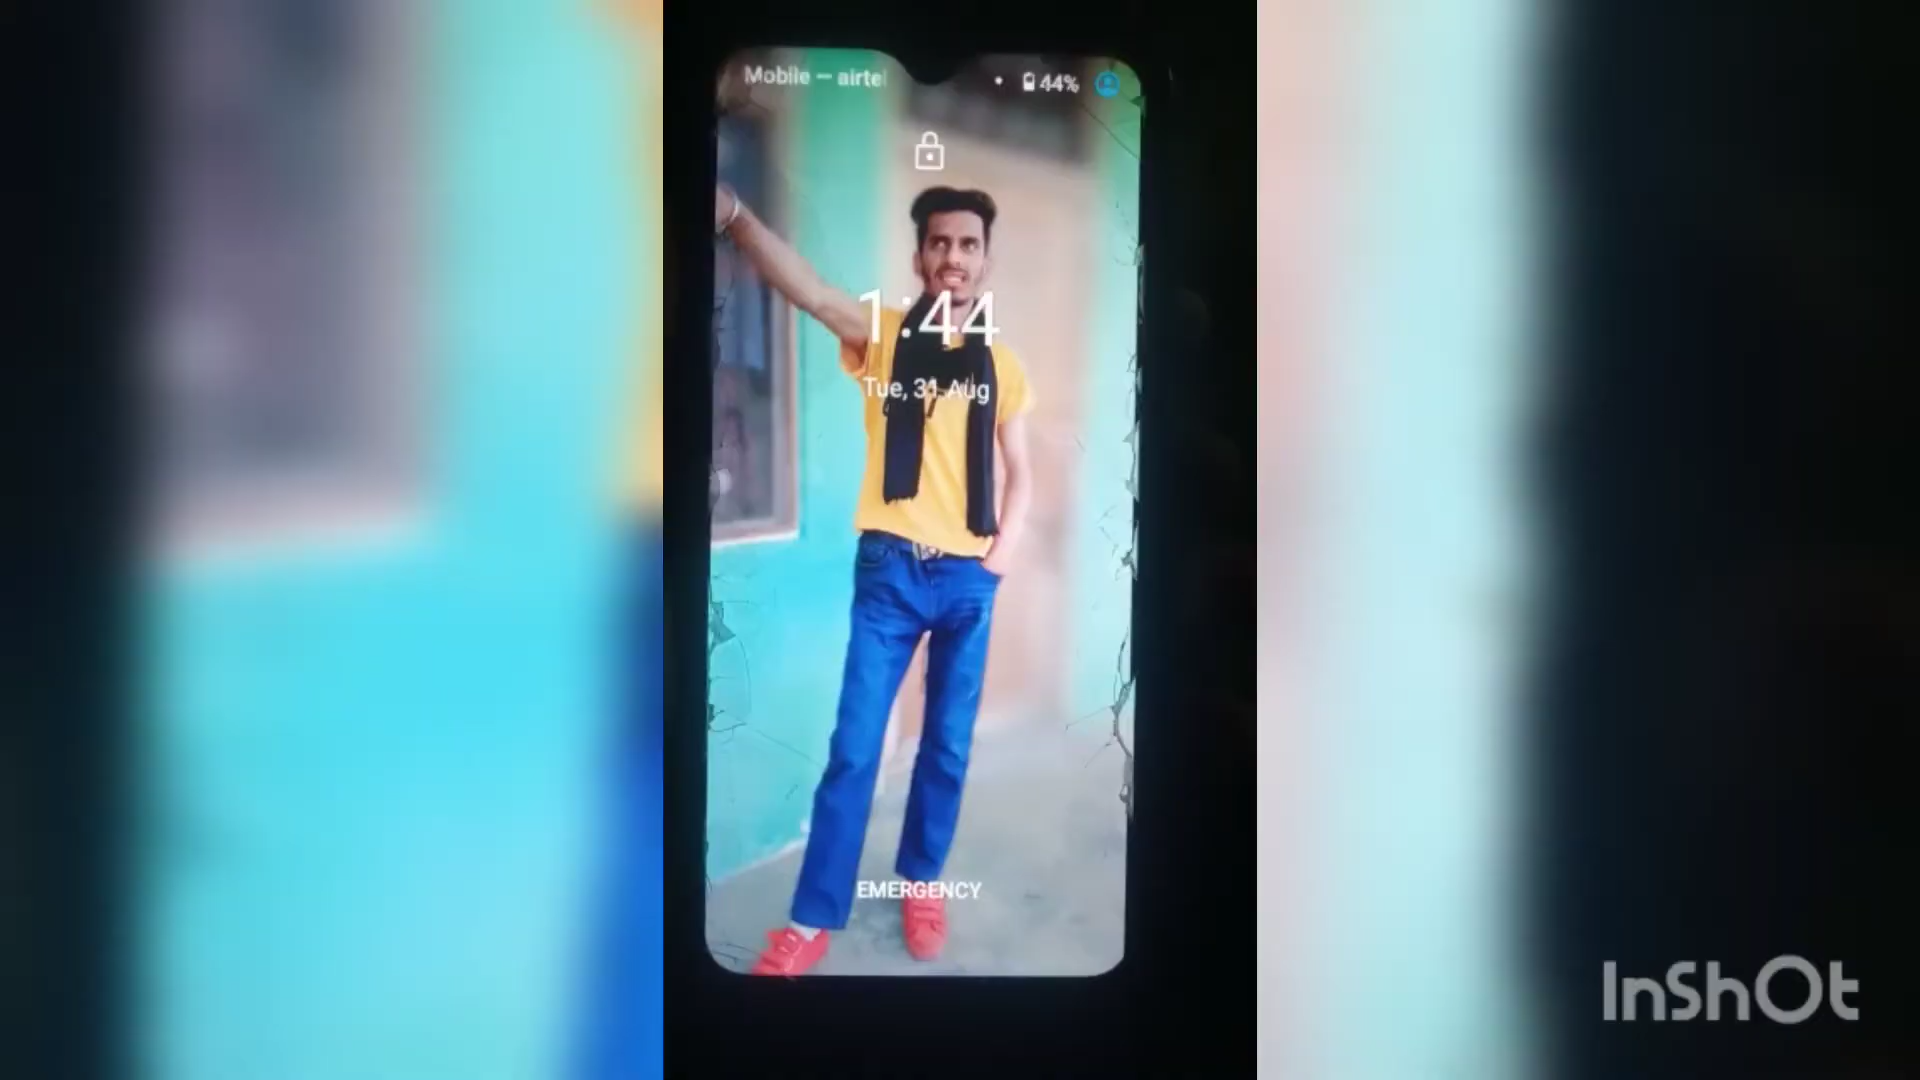 Mobile — airtel
44%
1:44
Tue, 31 Aug
EMERGENCY
InShOt